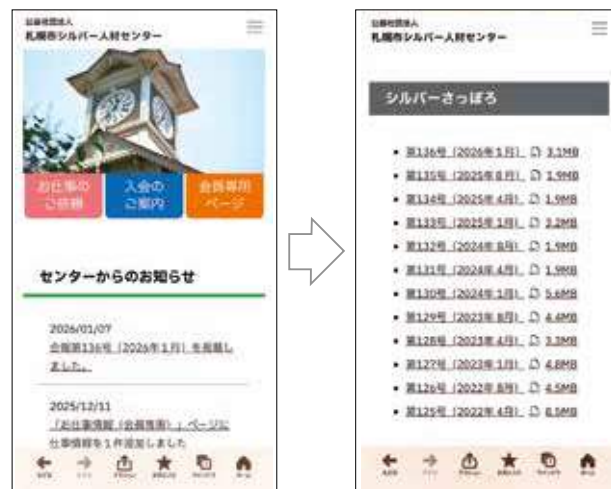 公益社団法人
札幌市シルバー人材センター
お仕事の
ご依頼
入会の
ご案内
会員専用
ページ
センターからのお知らせ
2026/01/07
会報第136号（2026年1月）を掲載し
ました。
2025/12/11
「お仕事情報（会員専用）」ページに
仕事情報を1件追加しました
ホーム
公益社団法人
札幌市シルバー人材センター
シルバーさっぽろ
第136号（2026年1月） 3.1MB
第135号（2025年8月） 1.9MB
第134号（2025年4月） 1.9MB
第133号（2025年1月） 3.2MB
第132号（2024年8月） 1.9MB
第131号（2024年4月） 1.9MB
第130号（2024年1月） 5.6MB
第129号（2023年8月） 4.4MB
第128号（2023年4月） 3.3MB
第127号（2023年1月） 4.8MB
第126号（2022年8月） 4.5MB
第125号（2022年4月） 8.5MB
ホーム